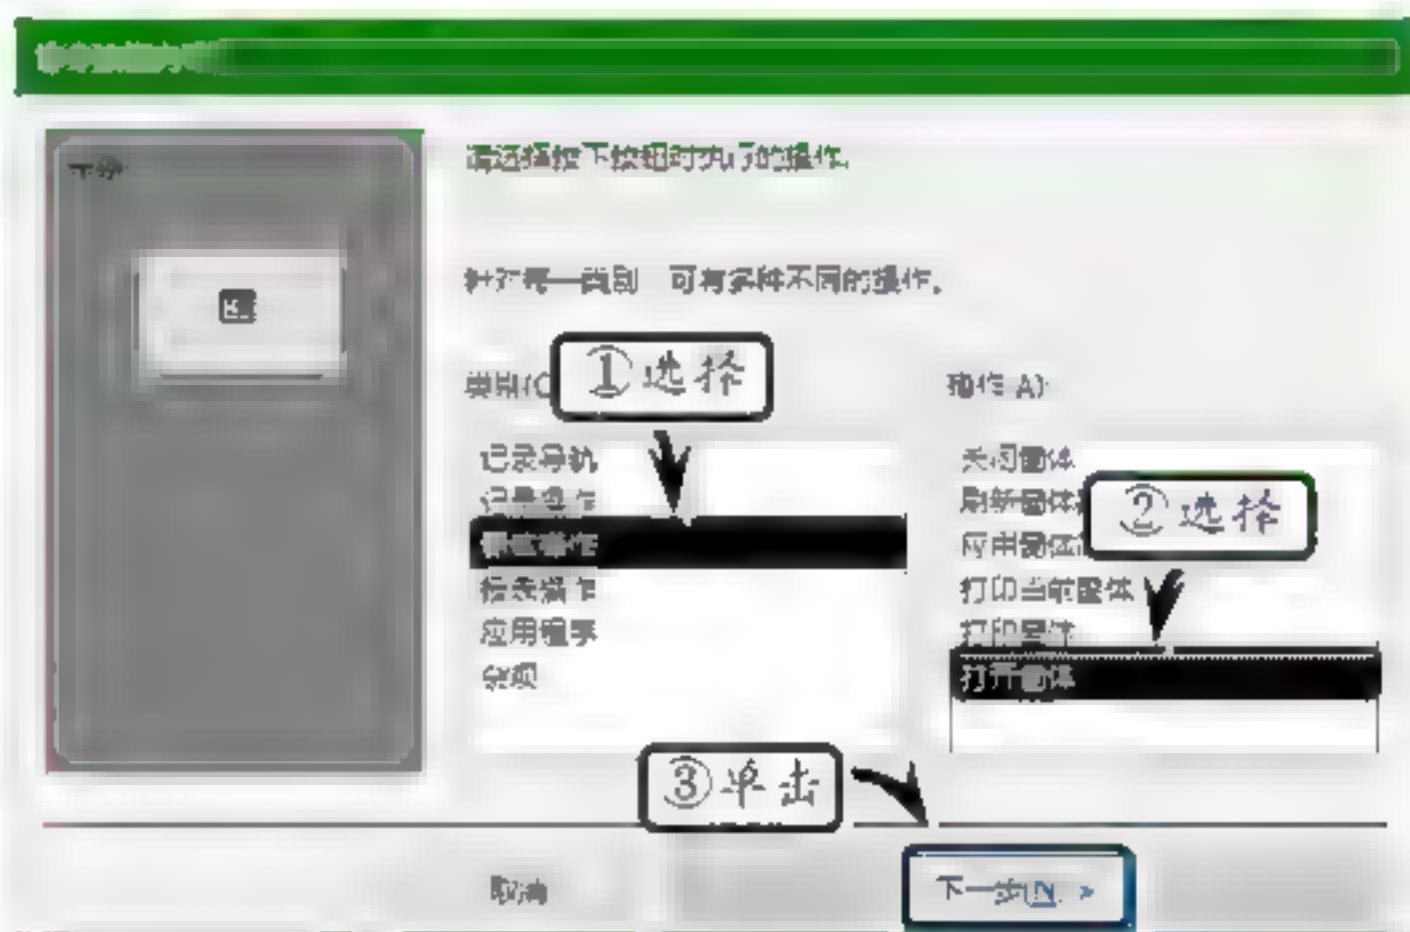 请选择按下按钮时执行的操作。
针对每一类别 可有多种不同的操作。
①选择
操作 A)
记录导航
记录操作
窗体操作
报表操作
应用程序
杂项
关闭窗体
刷新窗体
②选择
应用窗体
打印当前窗体
打印窗体
打开窗体
③单击
取消
下一步(N) >